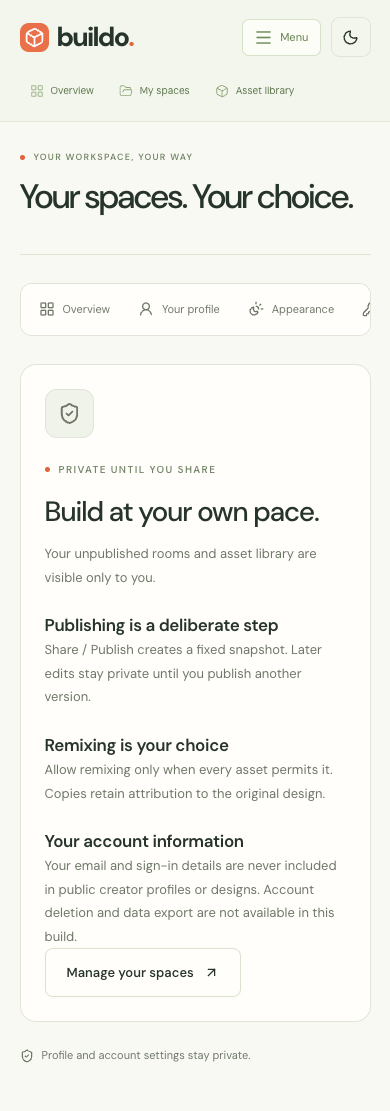 buildo.
Menu
Overview
My spaces
Asset library
YOUR WORKSPACE, YOUR WAY
Your spaces. Your choice.
Overview
Your profile
Appearance
PRIVATE UNTIL YOU SHARE
Build at your own pace.
Your unpublished rooms and asset library are
visible only to you.
Publishing is a deliberate step
Share / Publish creates a fixed snapshot. Later
edits stay private until you publish another
version.
Remixing is your choice
Allow remixing only when every asset permits it.
Copies retain attribution to the original design.
Your account information
Your email and sign-in details are never included
in public creator profiles or designs. Account
deletion and data export are not available in this
build.
Manage your spaces
Profile and account settings stay private.